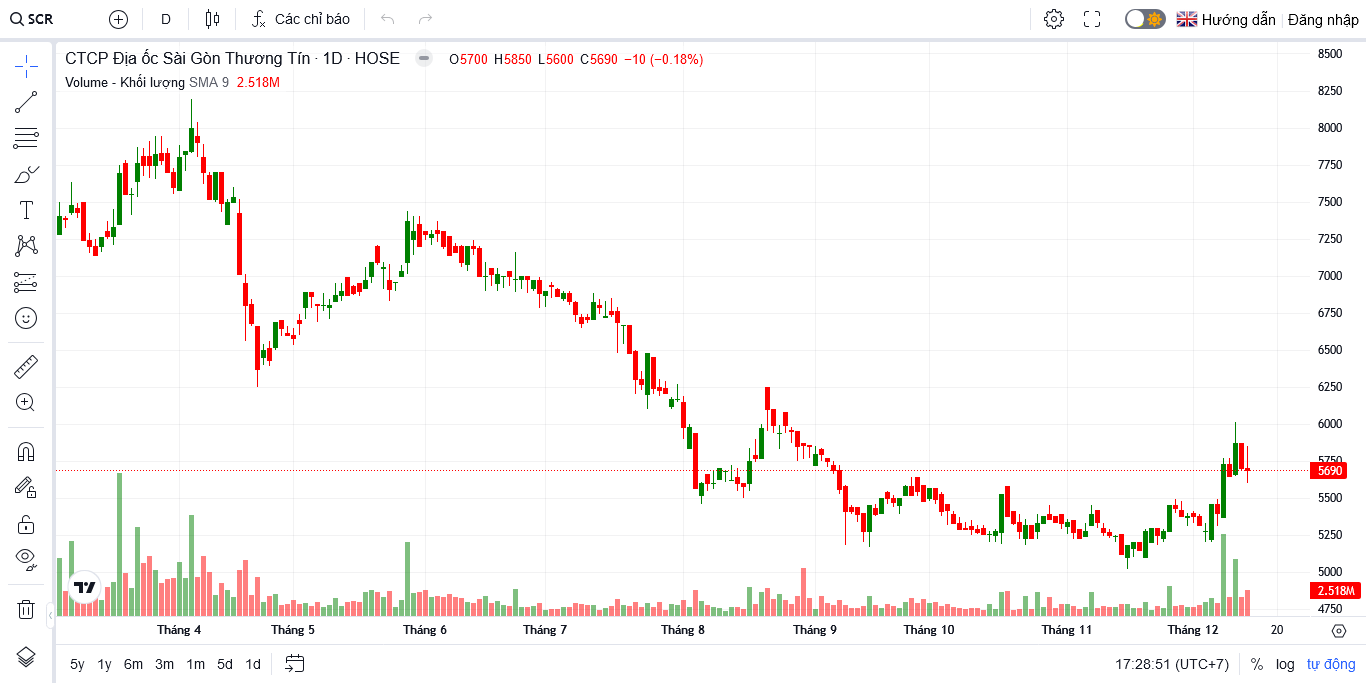 SCR D Các chỉ báo Hướng dẫn Đăng nhập
CTCP Địa ốc Sài Gòn Thương Tín · 1D · HOSE O5700 H5850 L5600 C5690 −10 (−0.18%)
Volume - Khối lượng SMA 9 2.518M
8500
8250
8000
7750
7500
7250
7000
6750
6500
6250
6000
5750
5690
5500
5250
5000
2.518M
4750
Tháng 4 Tháng 5 Tháng 6 Tháng 7 Tháng 8 Tháng 9 Tháng 10 Tháng 11 Tháng 12 20
5y 1y 6m 3m 1m 5d 1d 17:28:51 (UTC+7) % log tự động